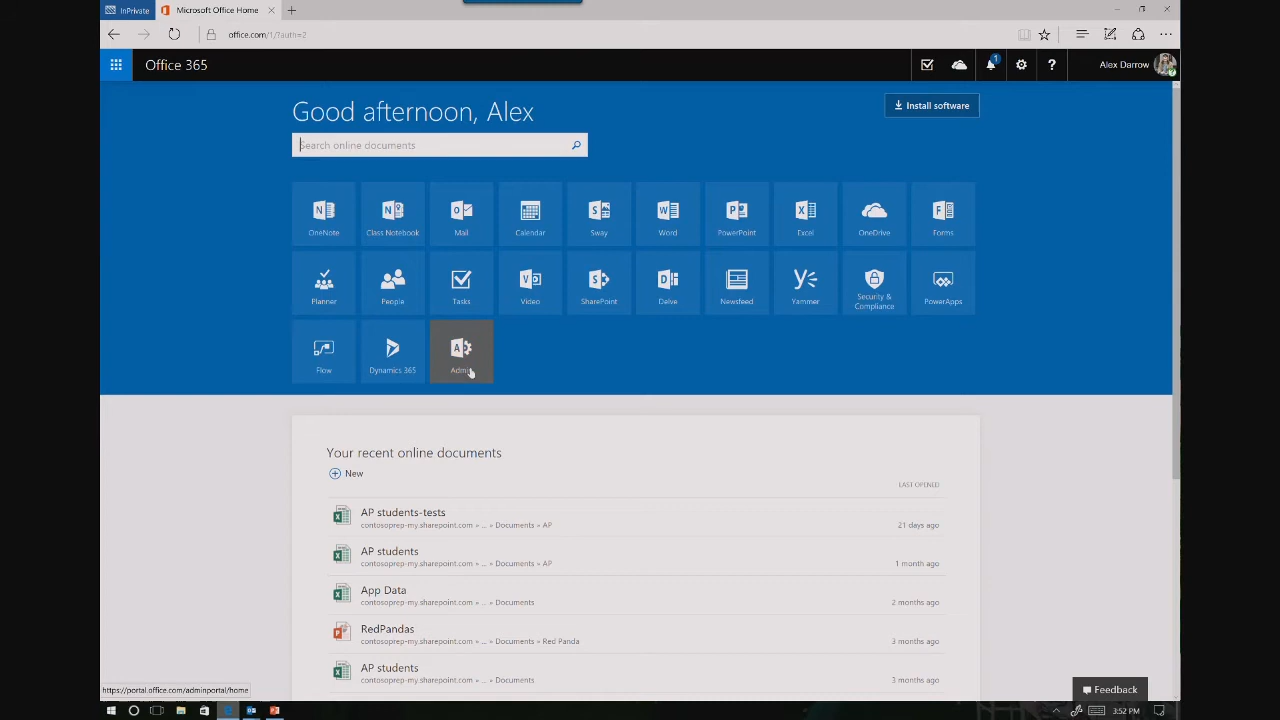 InPrivate
Microsoft Office Home
office.com/1/?auth=2
Office 365
1
?
Alex Darrow
Good afternoon, Alex
Install software
Search online documents
OneNote
Class Notebook
Mail
Calendar
Sway
Word
PowerPoint
Excel
OneDrive
Forms
Planner
People
Tasks
Video
SharePoint
Delve
Newsfeed
Yammer
Security &
Compliance
PowerApps
Flow
Dynamics 365
Admin
Your recent online documents
New
LAST OPENED
AP students-tests
contosoprep-my.sharepoint.com » ... » Documents » AP
21 days ago
AP students
contosoprep-my.sharepoint.com » ... » Documents » AP
1 month ago
App Data
contosoprep-my.sharepoint.com » ... » Documents
2 months ago
RedPandas
contosoprep-my.sharepoint.com » ... » Documents » Red Panda
3 months ago
AP students
contosoprep-my.sharepoint.com » ... » Documents
3 months ago
https://portal.office.com/adminportal/home
Feedback
3:52 PM